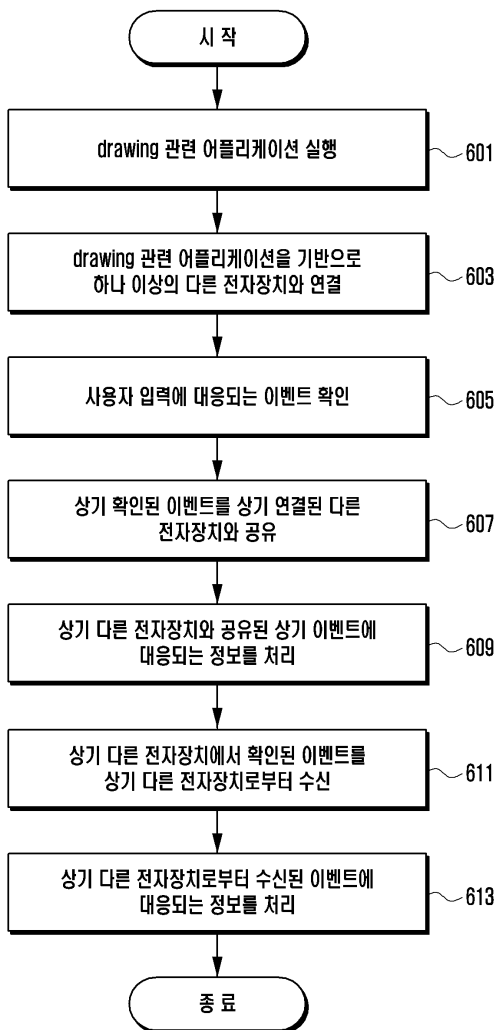 시 작
drawing 관련 어플리케이션 실행
601
drawing 관련 어플리케이션을 기반으로
하나 이상의 다른 전자장치와 연결
603
사용자 입력에 대응되는 이벤트 확인
605
상기 확인된 이벤트를 상기 연결된 다른
전자장치와 공유
607
상기 다른 전자장치와 공유된 상기 이벤트에
대응되는 정보를 처리
609
상기 다른 전자장치에서 확인된 이벤트를
상기 다른 전자장치로부터 수신
611
상기 다른 전자장치로부터 수신된 이벤트에
대응되는 정보를 처리
613
종 료